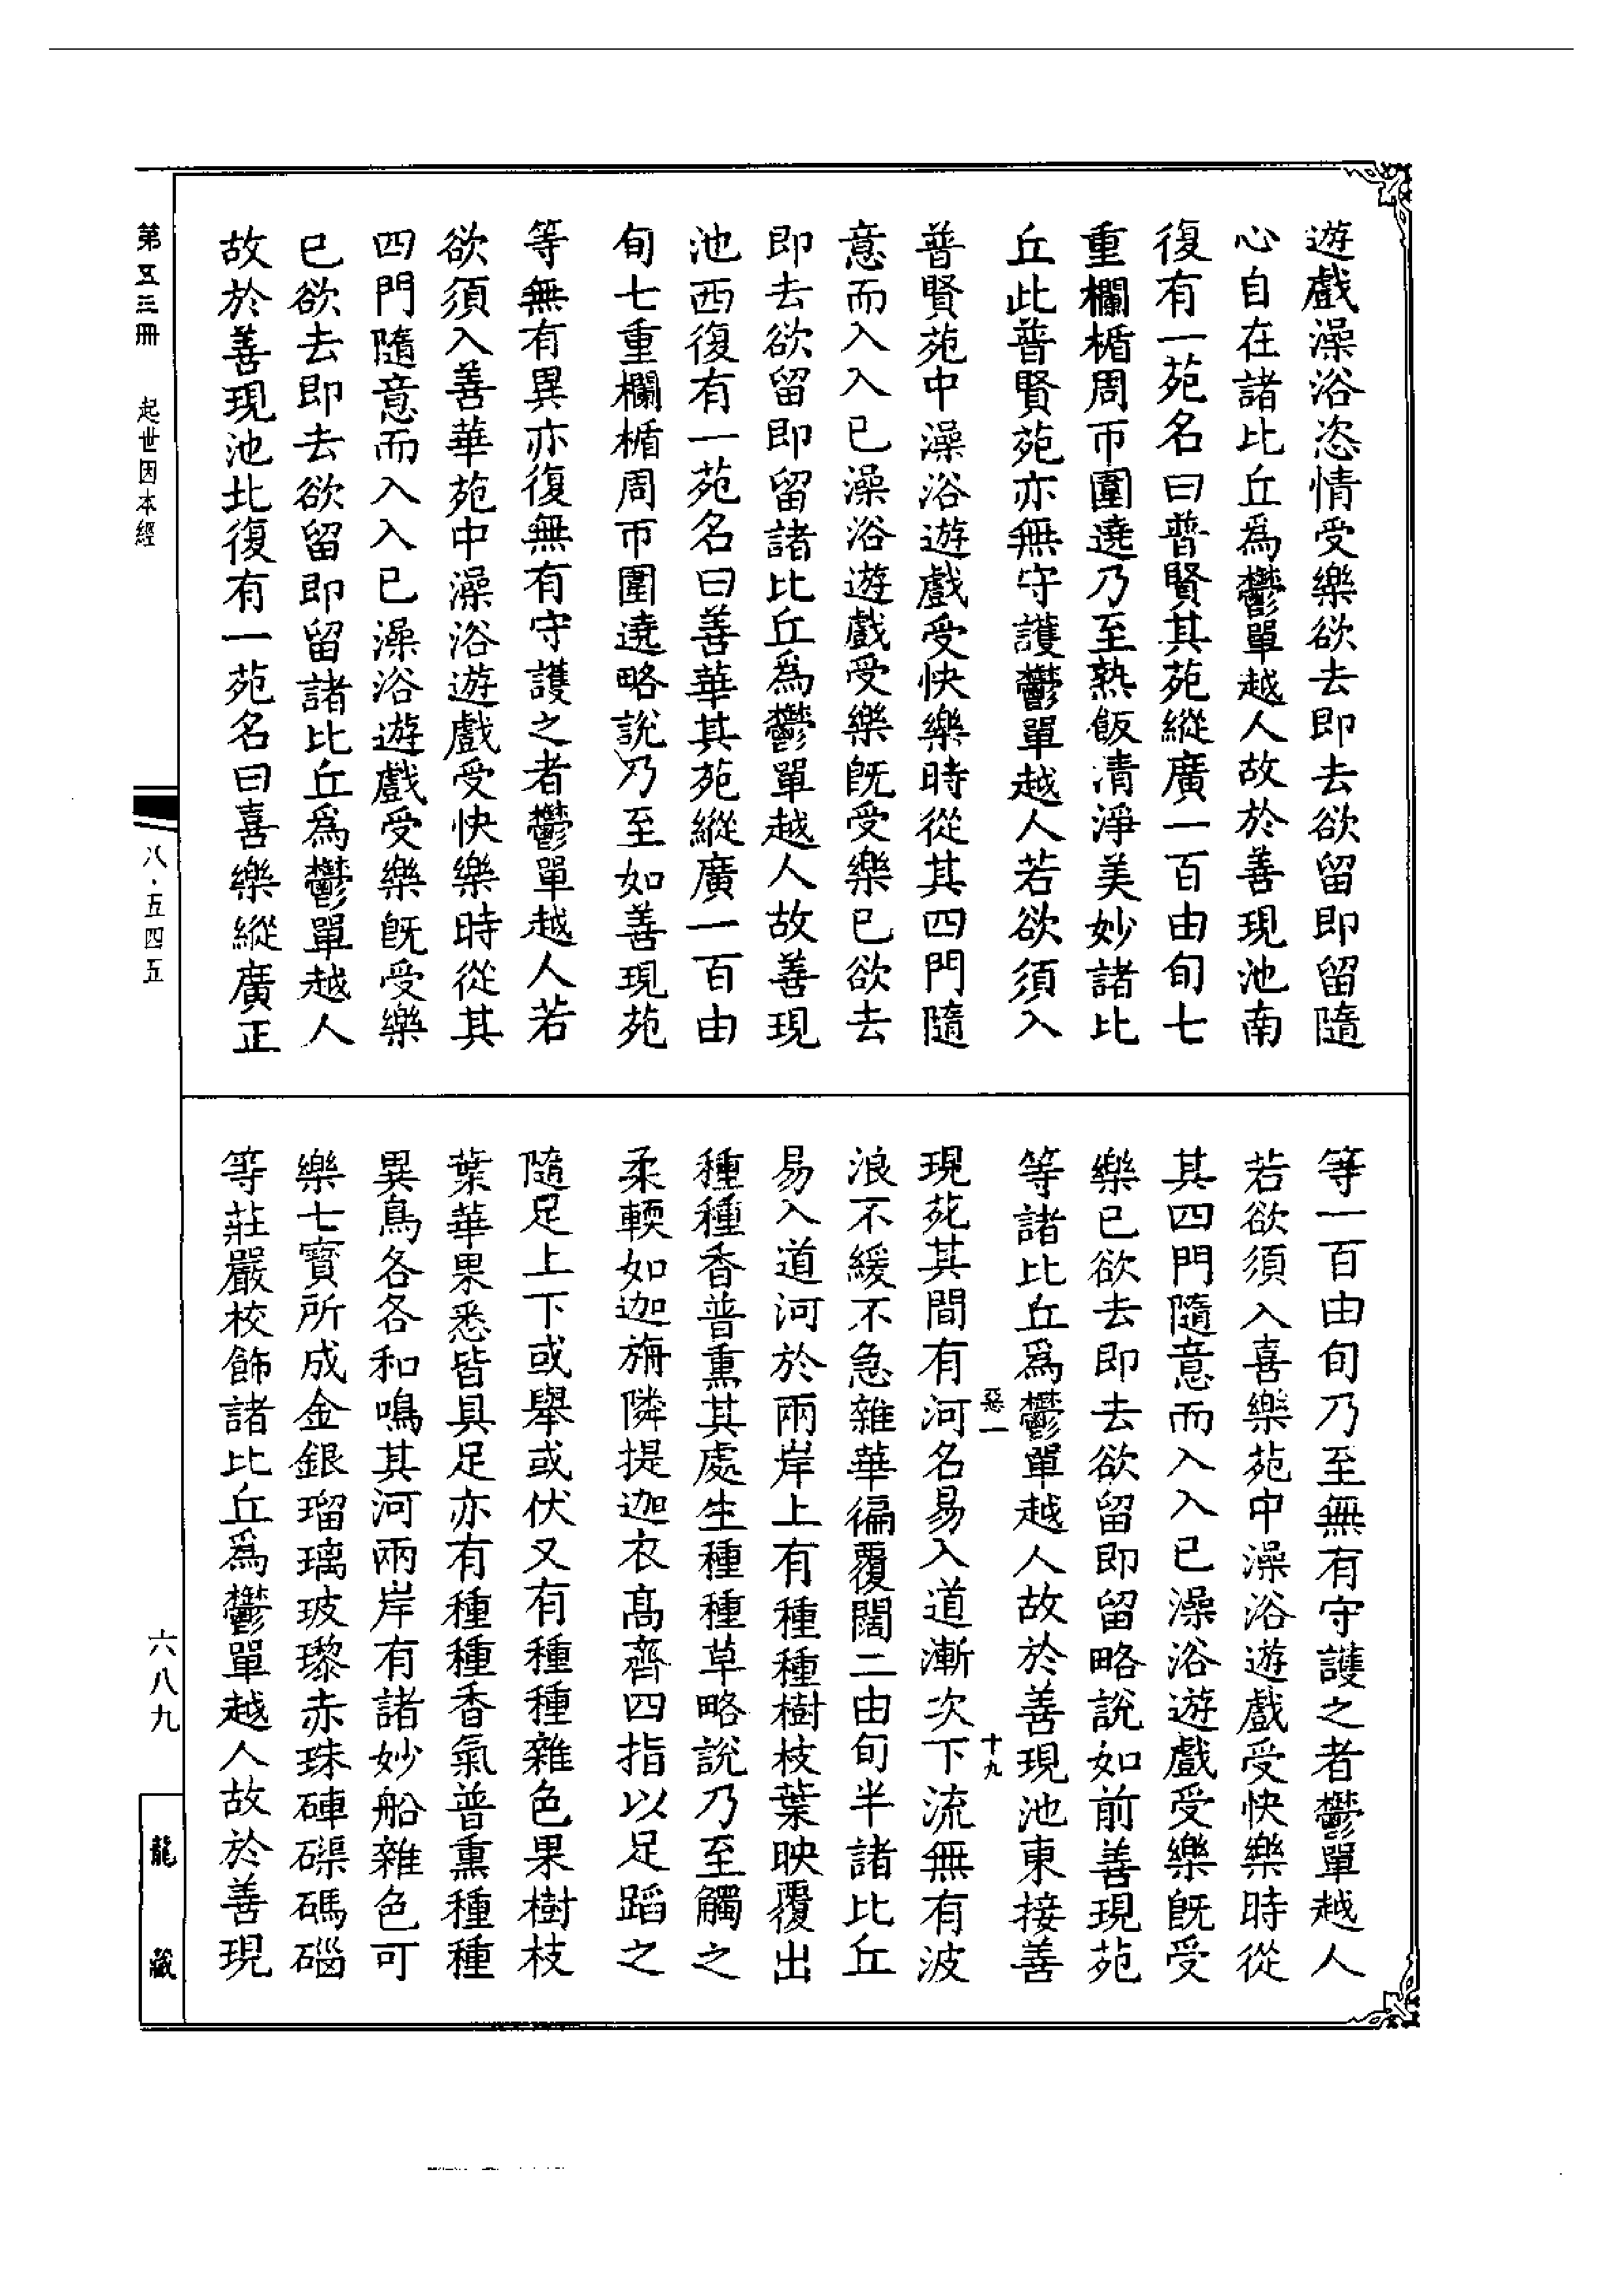 遊戲澡浴恣情受樂欲去即去欲留即留隨
心自在諸比丘爲鬱單越人故於善現池南
復有一苑名曰普賢其苑縱廣一百由旬七
重欄楯周帀圍遶乃至熟飯清淨美妙諸比
丘此普賢苑亦無守護鬱單越人若欲須入
普賢苑中澡浴遊戲受快樂時從其四門隨
意而入入已澡浴遊戲受樂旣受樂已欲去
即去欲留即留諸比丘爲鬱單越人故善現
池西復有一苑名曰善華其苑縱廣一百由
旬七重欄楯周帀圍遶略說乃至如善現苑
等無有異亦復無有守護之者鬱單越人若
欲須入善華苑中澡浴遊戲受快樂時從其
四門隨意而入入已澡浴遊戲受樂旣受樂
已欲去即去欲留即留諸比丘爲鬱單越人
故於善現池北復有一苑名曰喜樂縱廣正
等一百由旬乃至無有守護之者鬱單越人
若欲須入喜樂苑中澡浴遊戲受快樂時從
其四門隨意而入入已澡浴遊戲受樂旣受
樂已欲去即去欲留即留略說如前善現苑
等諸比丘爲鬱單越人故於善現池東接善
惡一 十九
現苑其間有河名易入道漸次下流無有波
浪不緩不急雜華徧覆闊二由旬半諸比丘
易入道河於兩岸上有種種樹枝葉映覆出
種種香普熏其處生種種草略說乃至觸之
柔輭如迦旃隣提迦衣高齊四指以足蹈之
隨足上下或舉或伏又有種種雜色果樹枝
葉華果悉皆具足亦有種種香氣普熏種種
異鳥各各和鳴其河兩岸有諸妙船雜色可
樂七寶所成金銀瑠璃玻瓈赤珠硨磲碼碯
等莊嚴校飾諸比丘爲鬱單越人故於善現
第五三冊 起世因本經
八·五四五
六八九
龍藏